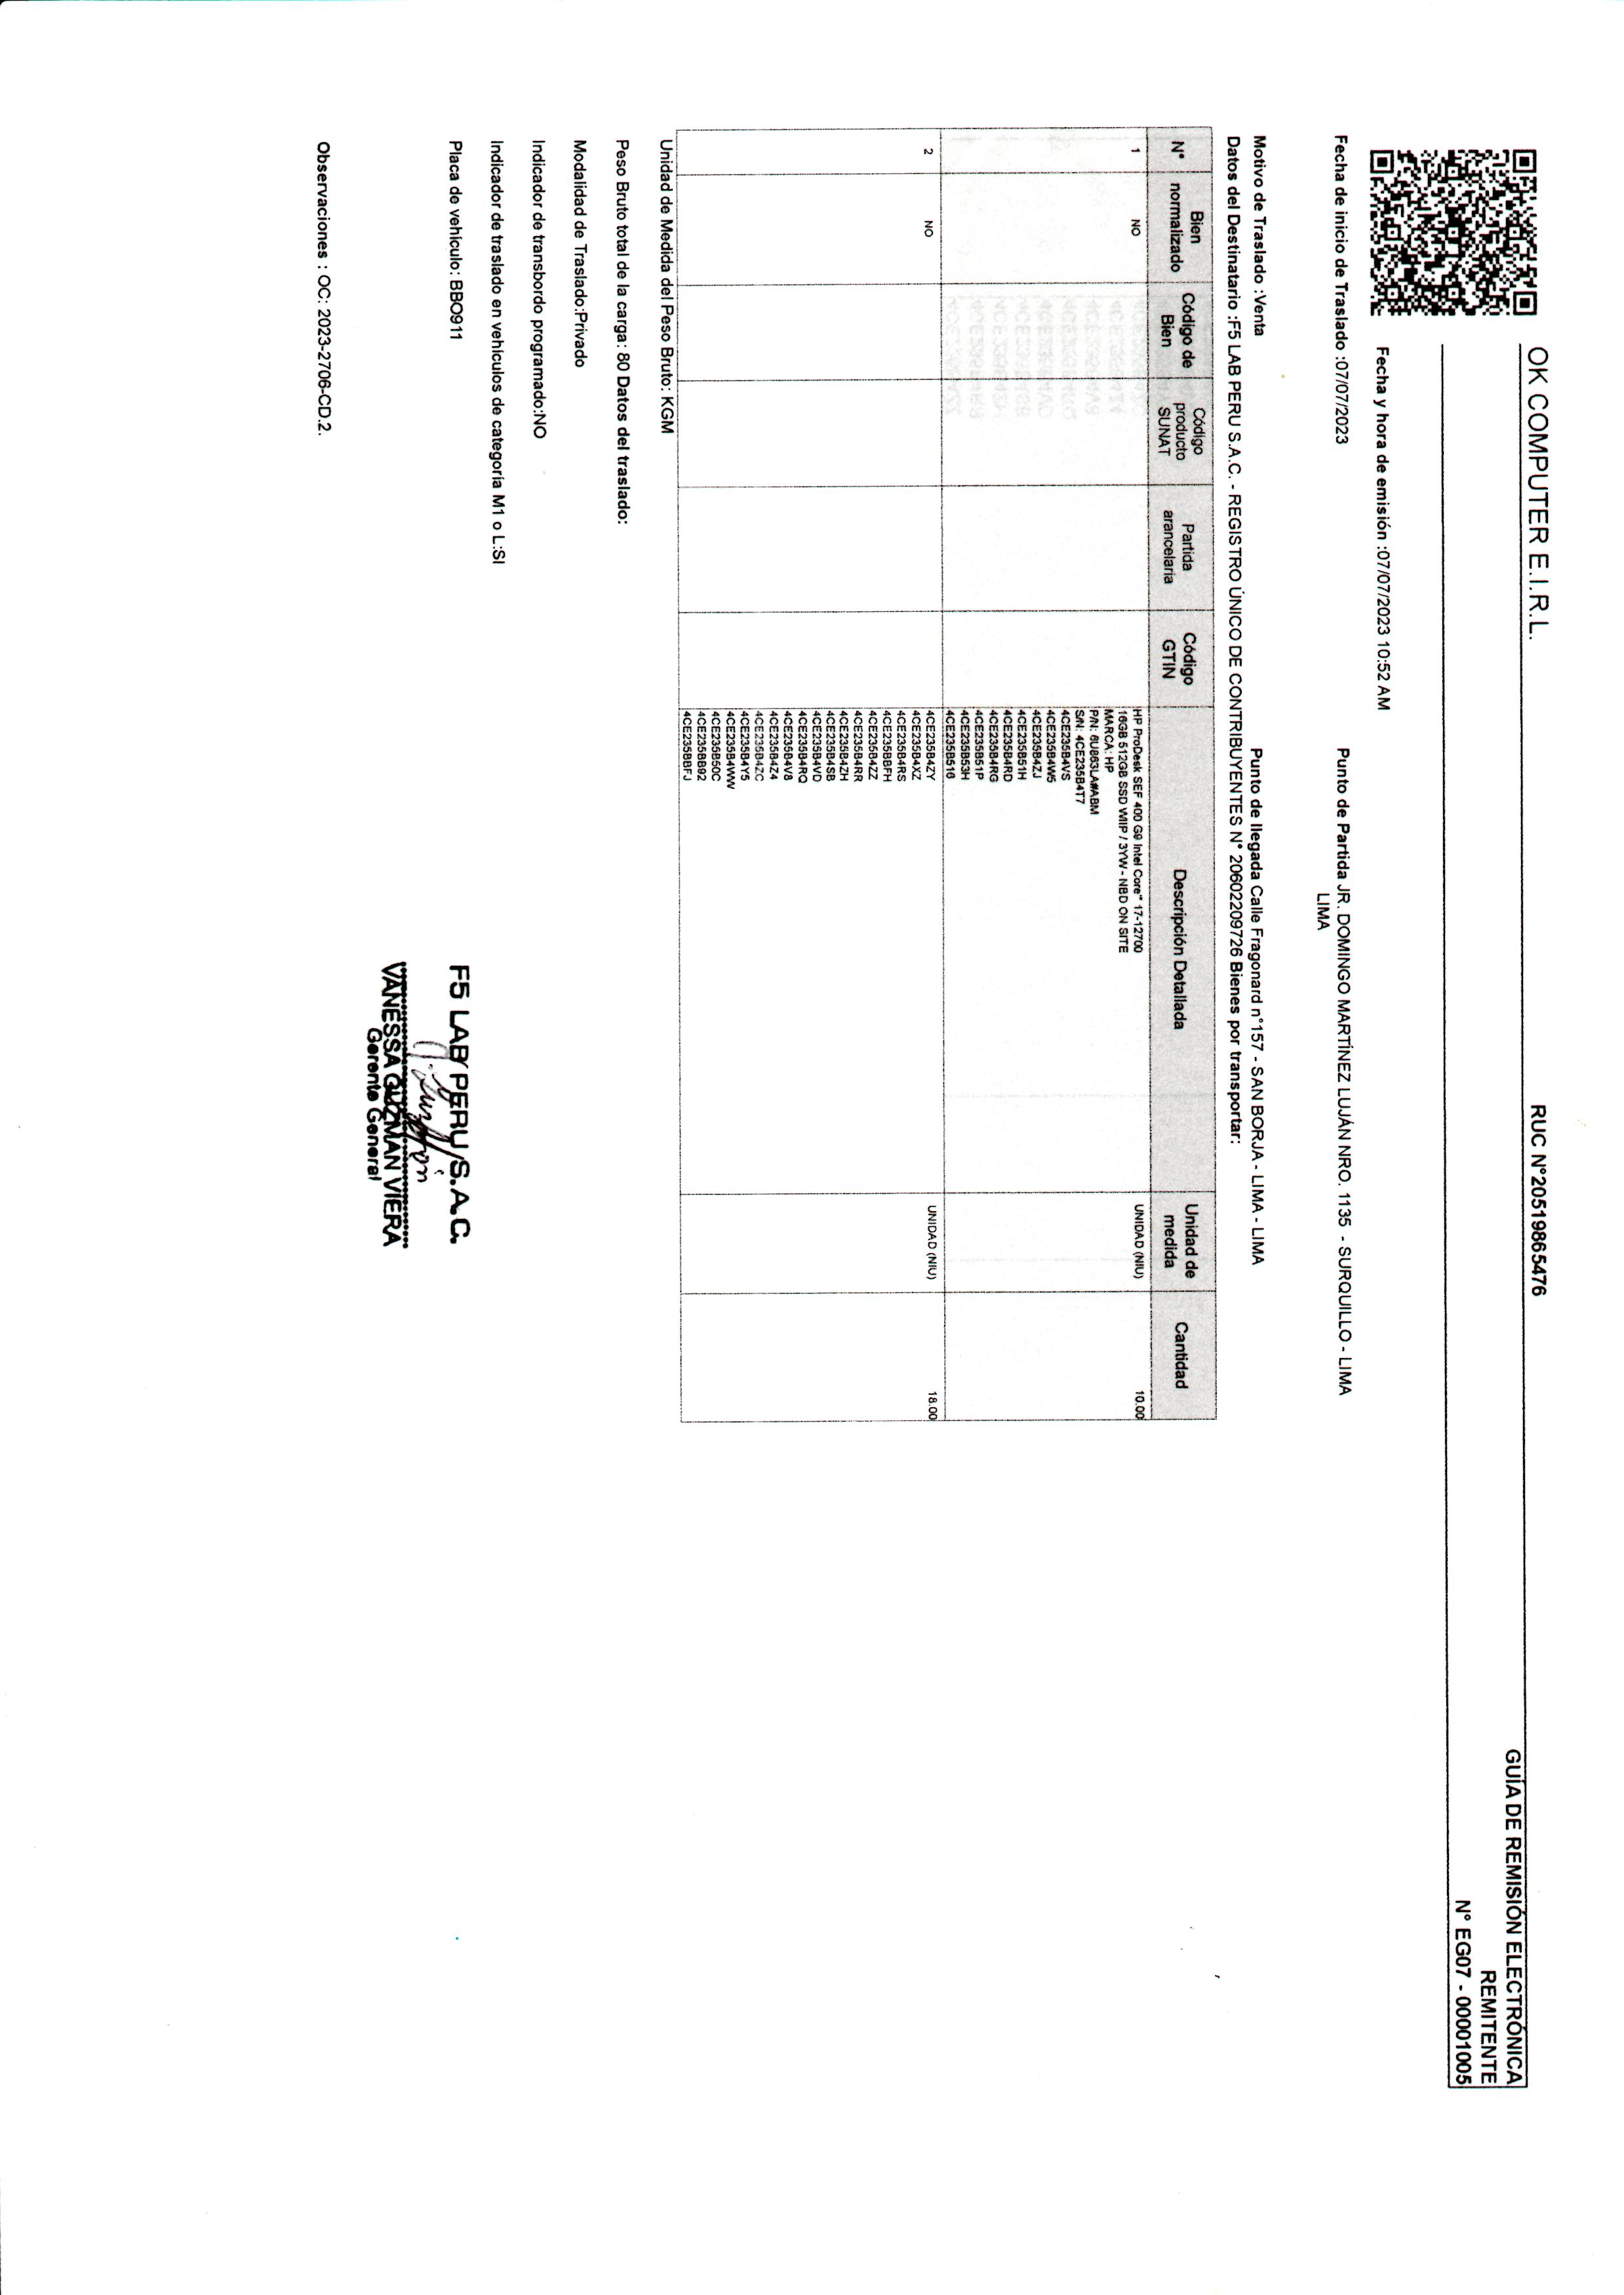 OK COMPUTER E.I.R.L.
RUC N°20519865476
GUÍA DE REMISIÓN ELECTRÓNICA
REMITENTE
N° EG07 - 00001005
Fecha y hora de emisión :07/07/2023 10:52 AM
Fecha de inicio de Traslado :07/07/2023
Punto de Partida JR. DOMINGO MARTÍNEZ LUJÁN NRO. 1135 - SURQUILLO - LIMA
LIMA
Motivo de Traslado :Venta
Punto de llegada Calle Fragonard n°157 - SAN BORJA - LIMA - LIMA
Datos del Destinatario :F5 LAB PERU S.A.C. - REGISTRO ÚNICO DE CONTRIBUYENTES N° 20602209726 Bienes por transportar:
N° Bien normalizado Código de Bien Código producto SUNAT Partida arancelaria Código GTIN Descripción Detallada Unidad de medida Cantidad
1 NO HP ProDesk SEF 400 G9 Intel Core" 17-12700 UNIDAD (NIU) 10.00
16GB 512GB SSD WIIP / 3YW - NBD ON SITE
MARCA: HP
P/N: 6U863LA#ABM
S/N: 4CE235B4T7
4CE235B4VS
4CE235B4W5
4CE235B4ZJ
4CE235B51H
4CE235B4RD
4CE235B4RG
4CE235B51P
4CE235B53H
4CE235B516
2 NO 4CE235B4ZY UNIDAD (NIU) 18.00
4CE235B4XZ
4CE235B4RS
4CE235BBFH
4CE235B4ZZ
4CE235B4RR
4CE235B4ZH
4CE235B4SB
4CE235B4VD
4CE235B4RQ
4CE235B4V8
4CE235B4Z4
4CE235B4ZC
4CE235B4Y5
4CE235B4WW
4CE235B50C
4CE235BB92
4CE235BBFJ
Unidad de Medida del Peso Bruto: KGM
Peso Bruto total de la carga: 80 Datos del traslado:
Modalidad de Traslado:Privado
Indicador de transbordo programado:NO
Indicador de traslado en vehículos de categoría M1 o L:SI
Placa de vehículo: BBO911
F5 LAB PERU S.A.C.
VANESSA GUZMAN VIERA
Gerente General
Observaciones : OC: 2023-2706-CD.2.